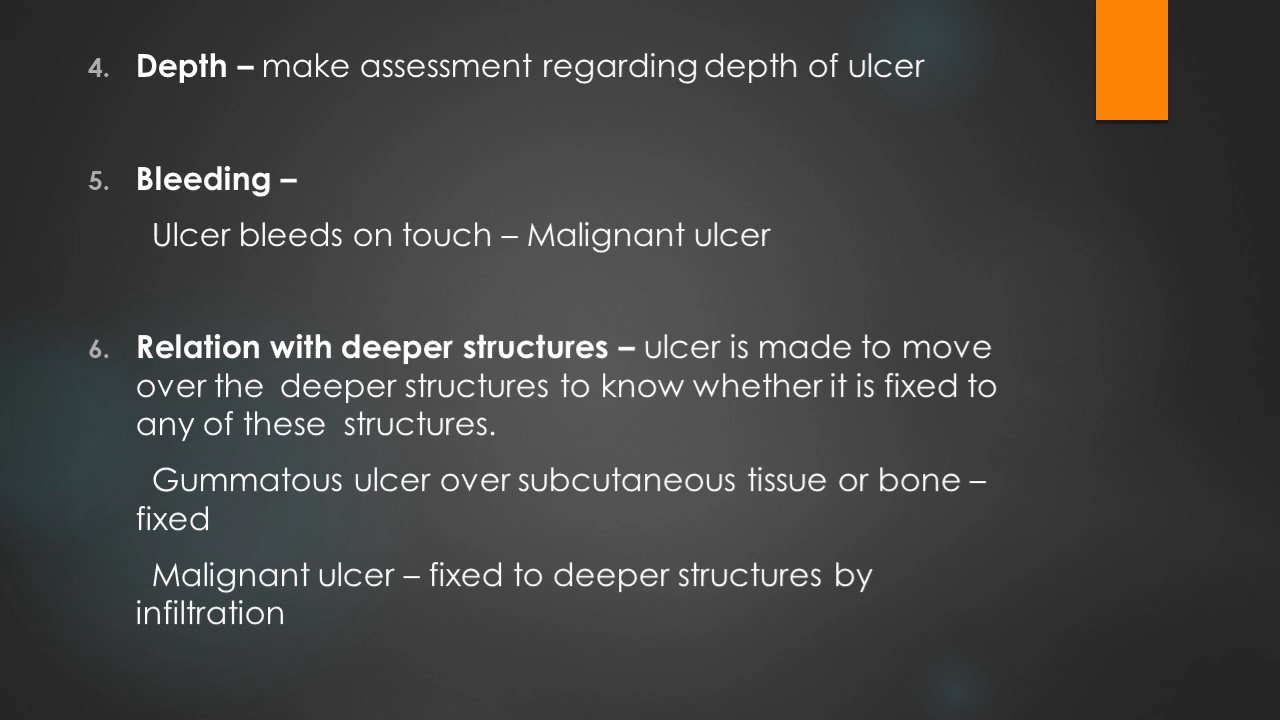 4. Depth – make assessment regarding depth of ulcer
5. Bleeding –
Ulcer bleeds on touch – Malignant ulcer
6. Relation with deeper structures – ulcer is made to move
over the deeper structures to know whether it is fixed to
any of these structures.
Gummatous ulcer over subcutaneous tissue or bone –
fixed
Malignant ulcer – fixed to deeper structures by
infiltration